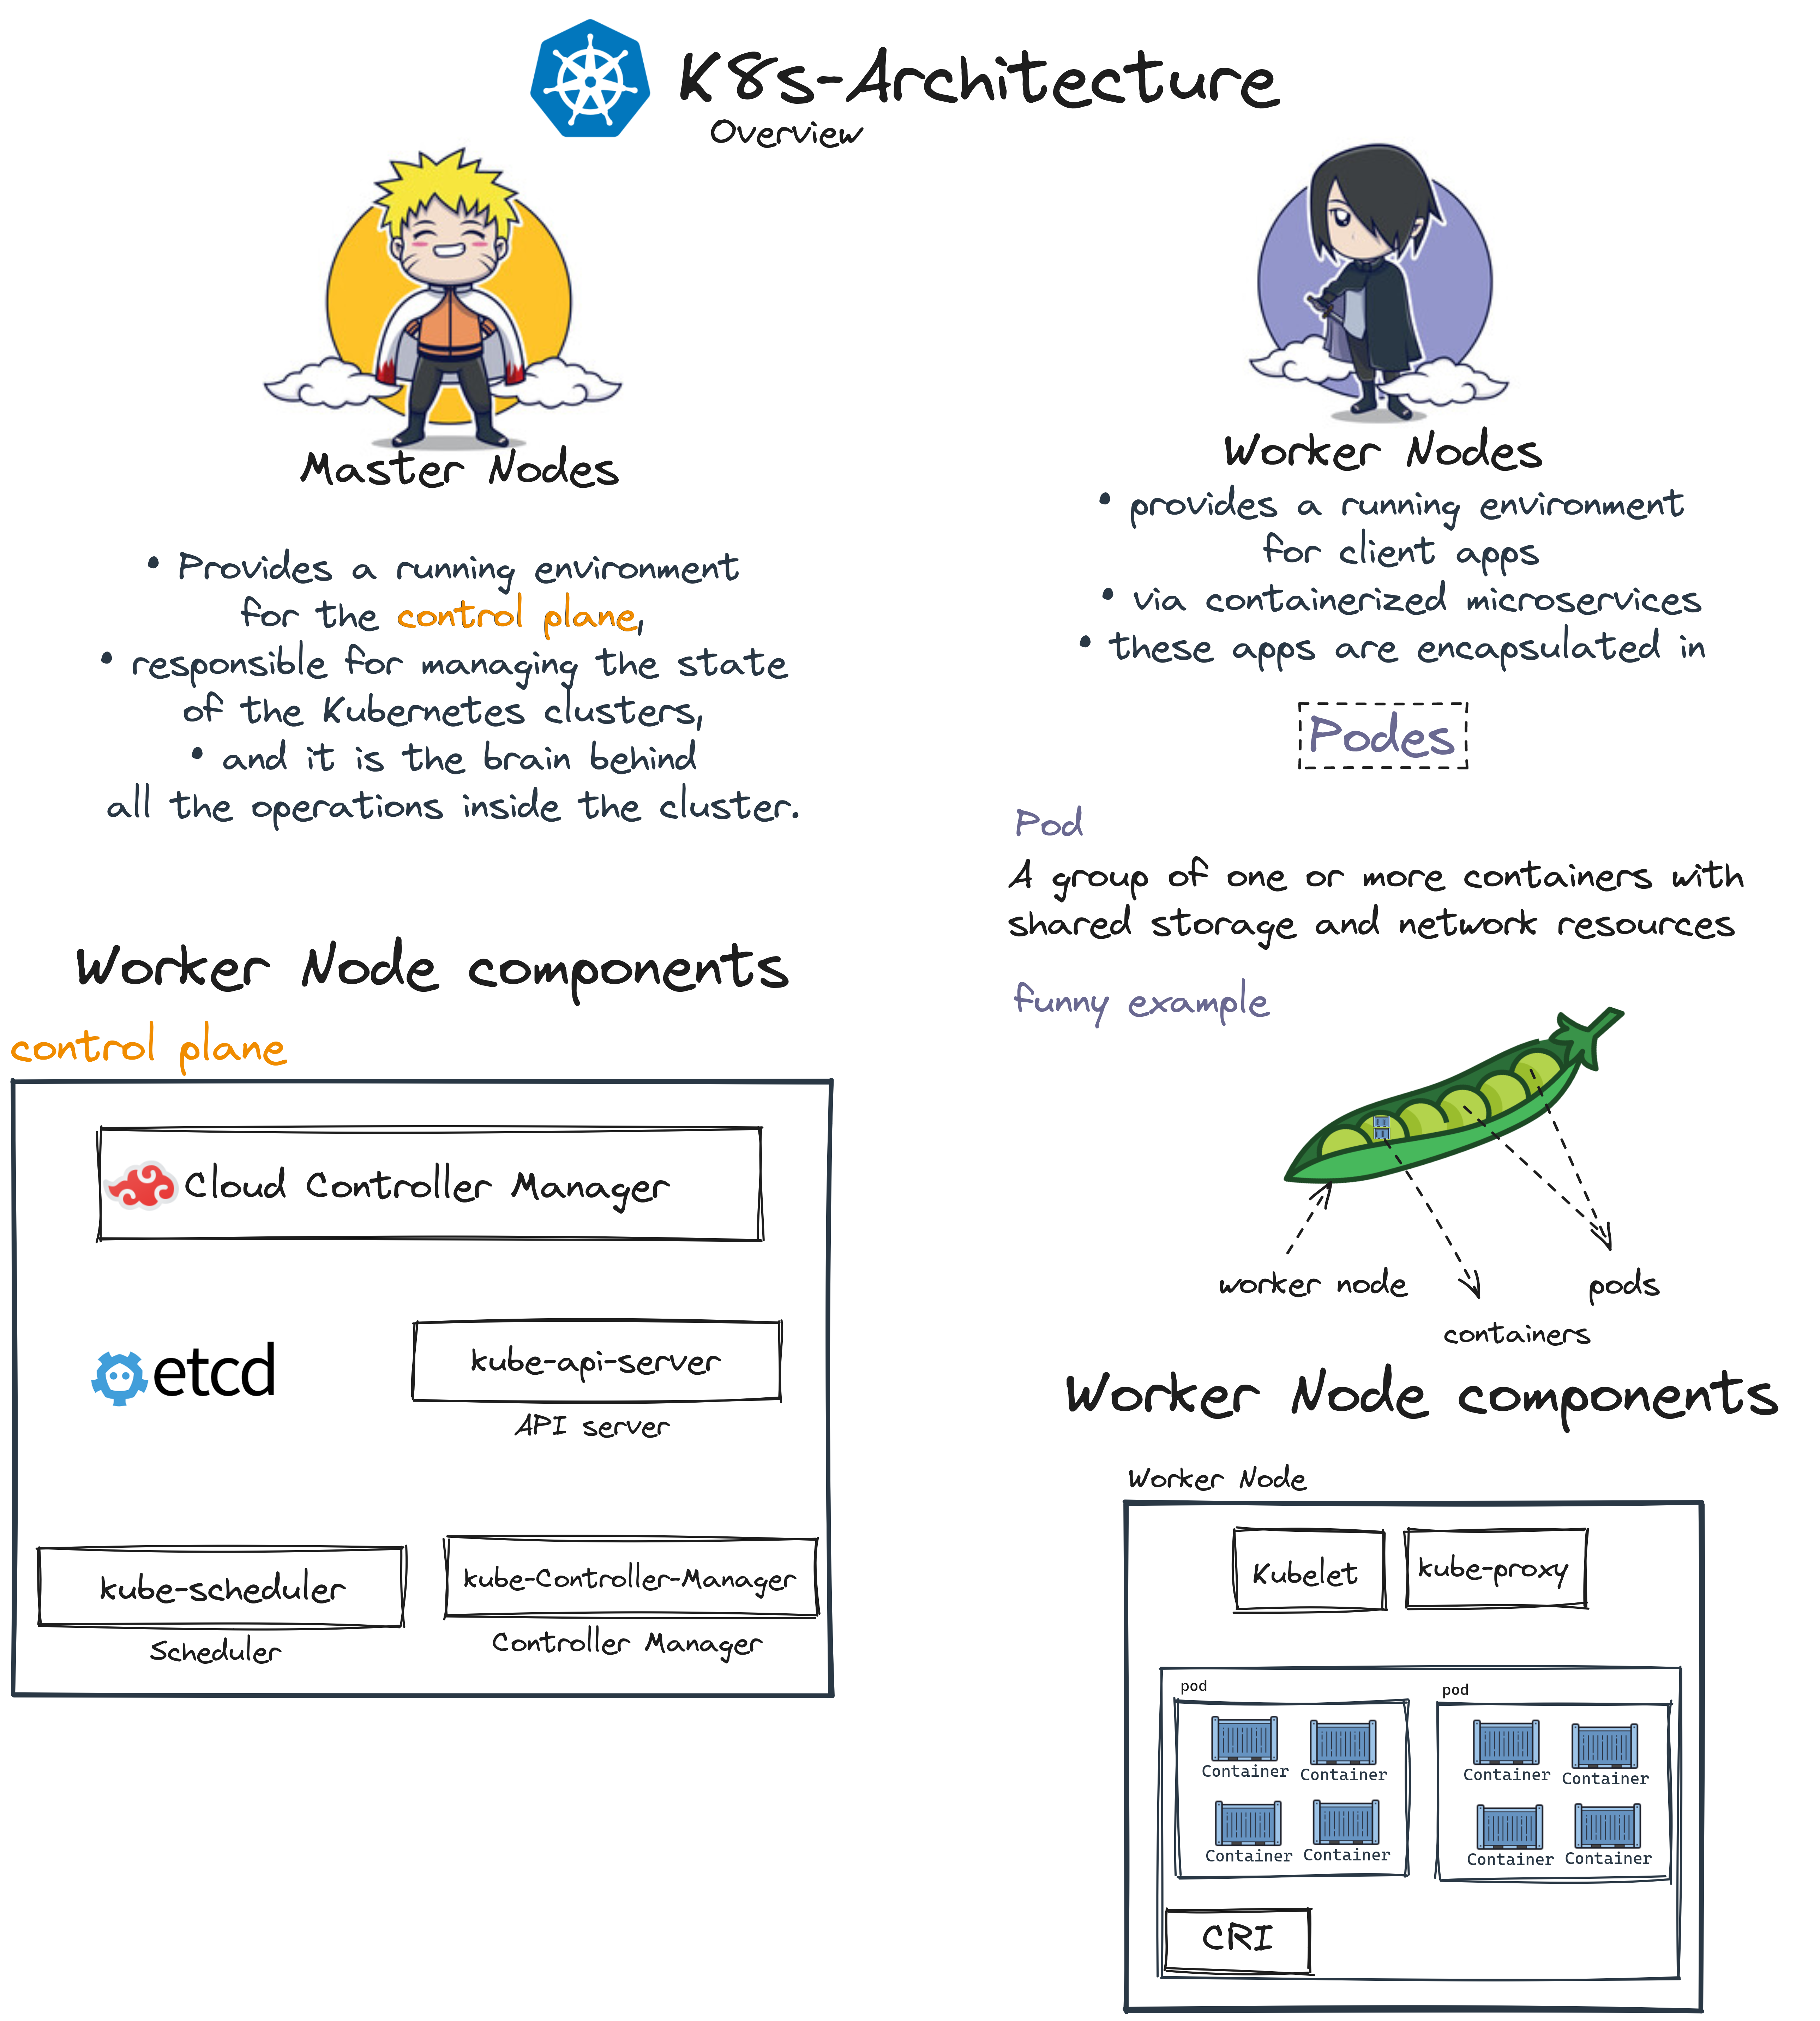 K8s-Architecture
Overview
Master Nodes
• Provides a running environment
for the control plane,
• responsible for managing the state
of the Kubernetes clusters,
• and it is the brain behind
all the operations inside the cluster.
Worker Node components
control plane
Cloud Controller Manager
etcd
kube-api-server
API server
kube-scheduler
Scheduler
kube-Controller-Manager
Controller Manager
Worker Nodes
• provides a running environment
for client apps
• via containerized microservices
• these apps are encapsulated in
Podes
Pod
A group of one or more containers with
shared storage and network resources
funny example
worker node
pods
containers
Worker Node components
Worker Node
Kubelet
kube-proxy
pod
Container Container
Container Container
pod
Container Container
Container Container
CRI